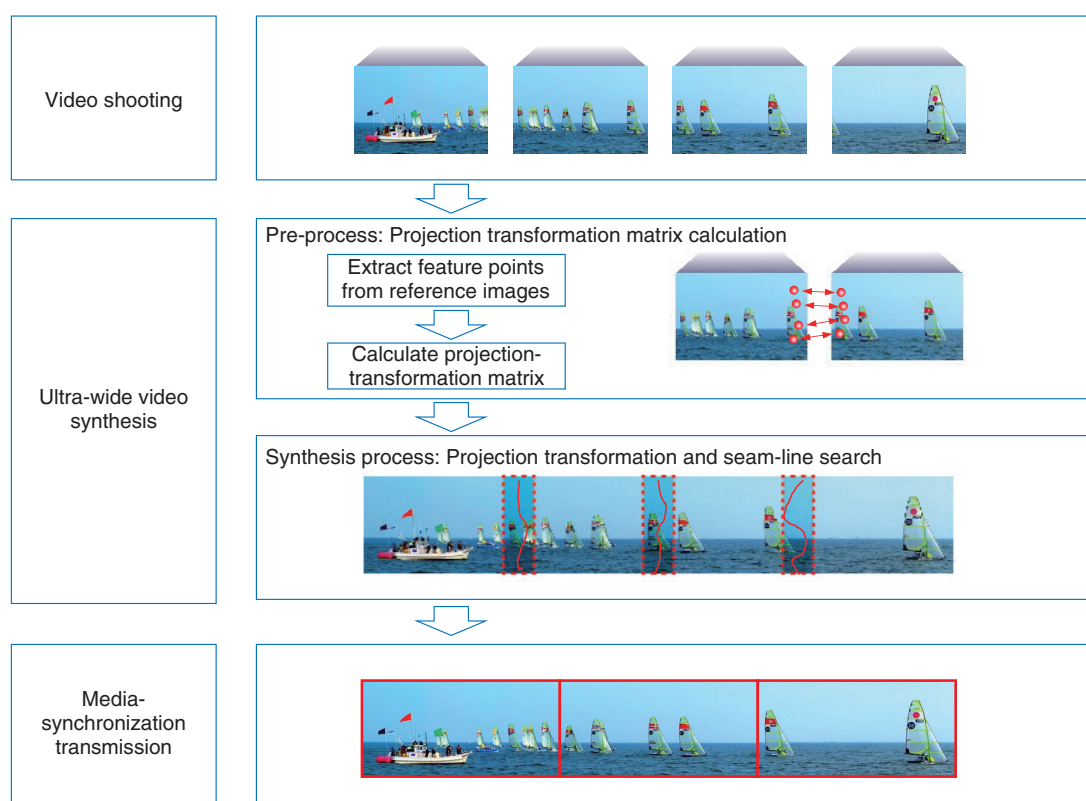 Video shooting
Pre-process: Projection transformation matrix calculation
Extract feature points
from reference images
Calculate projection-
transformation matrix
Ultra-wide video
synthesis
Synthesis process: Projection transformation and seam-line search
Media-
synchronization
transmission